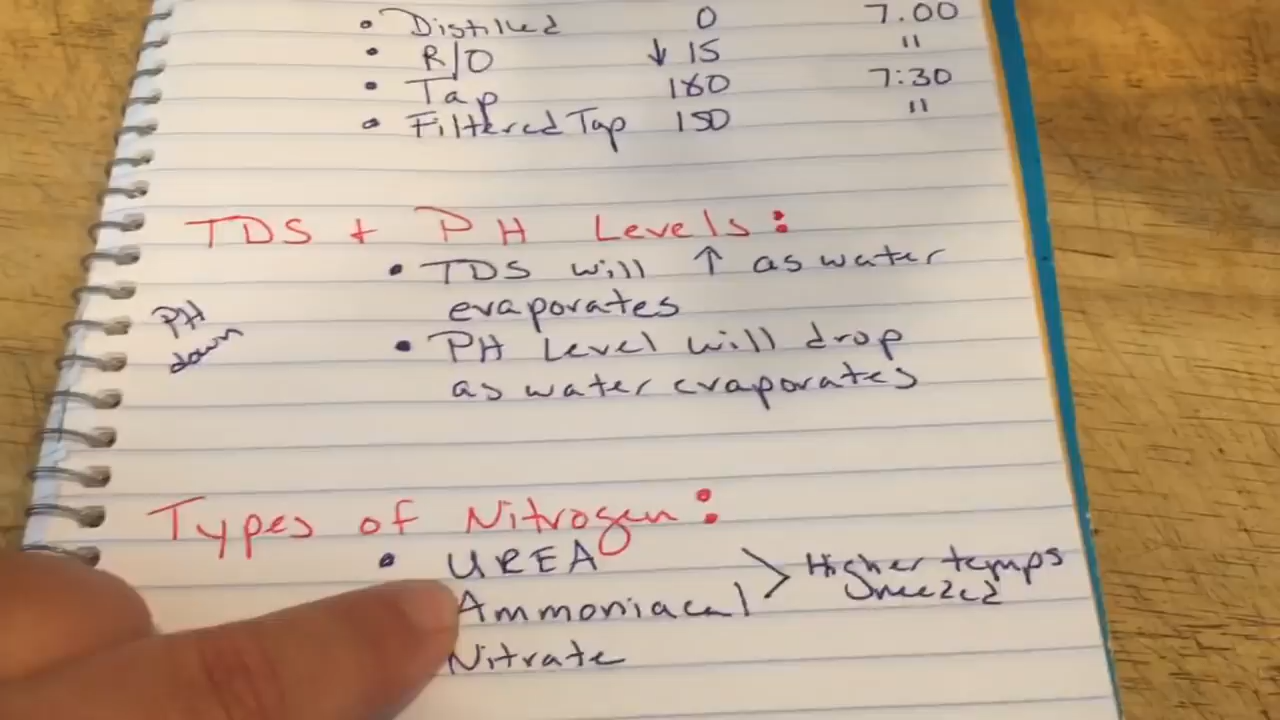 • Distilled 0 7.00
• R/O ↓ 15 "
• Tap 180 7:30
• Filtered Tap 150 "
TDS + PH Levels:
• TDS will ↑ as water
evaporates
PH
down
• PH Level will drop
as water evaporates
Types of Nitrogen:
• UREA
Ammoniacal > Higher temps
Nitrate